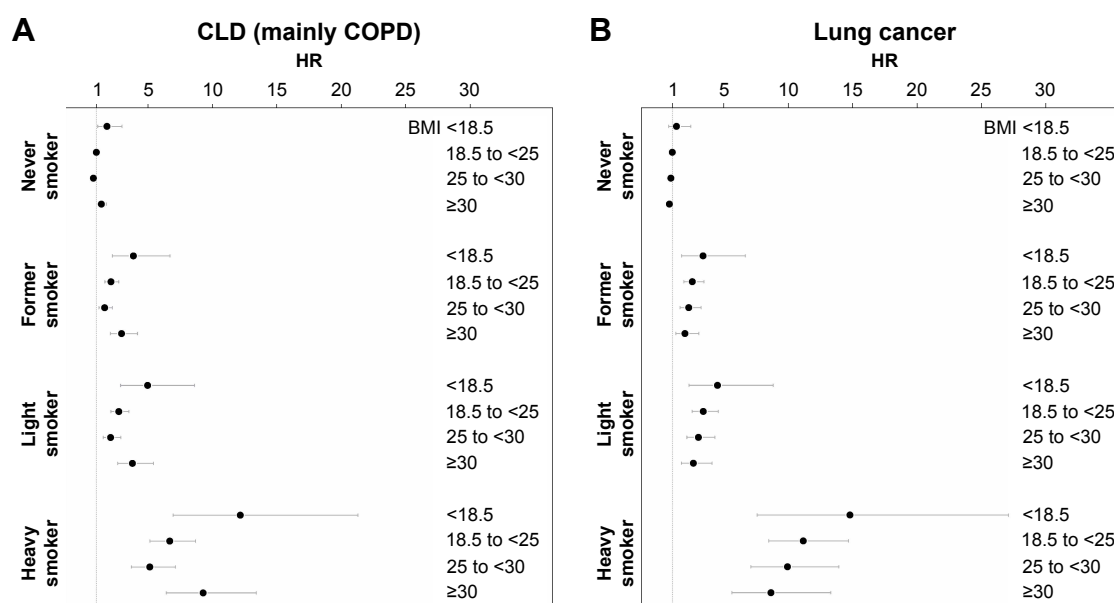 A
CLD (mainly COPD)
HR
1 5 10 15 20 25 30
Never
smoker
BMI <18.5
18.5 to <25
25 to <30
≥30
Former
smoker
<18.5
18.5 to <25
25 to <30
≥30
Light
smoker
<18.5
18.5 to <25
25 to <30
≥30
Heavy
smoker
<18.5
18.5 to <25
25 to <30
≥30
B
Lung cancer
HR
1 5 10 15 20 25 30
Never
smoker
BMI <18.5
18.5 to <25
25 to <30
≥30
Former
smoker
<18.5
18.5 to <25
25 to <30
≥30
Light
smoker
<18.5
18.5 to <25
25 to <30
≥30
Heavy
smoker
<18.5
18.5 to <25
25 to <30
≥30